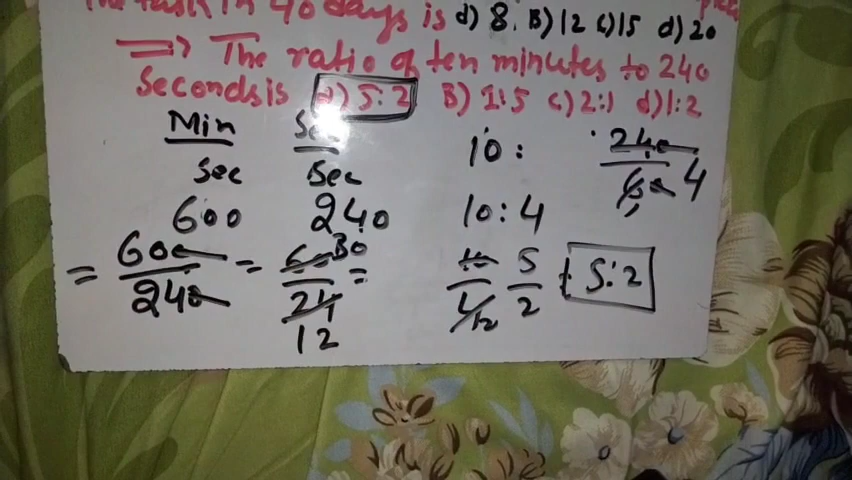 the task in 40 days is a) 8. B) 12 c) 15 d) 20
⇒ The ratio of ten minutes to 240
Seconds is a) 5:2 B) 1:5 c) 2:1 d) 1:2
Min
Sec
600
Sec
240
= 600/240 = 60 30/24 12 =
10 :
240/60 4
10 : 4
10/4 2 5/2 5:2